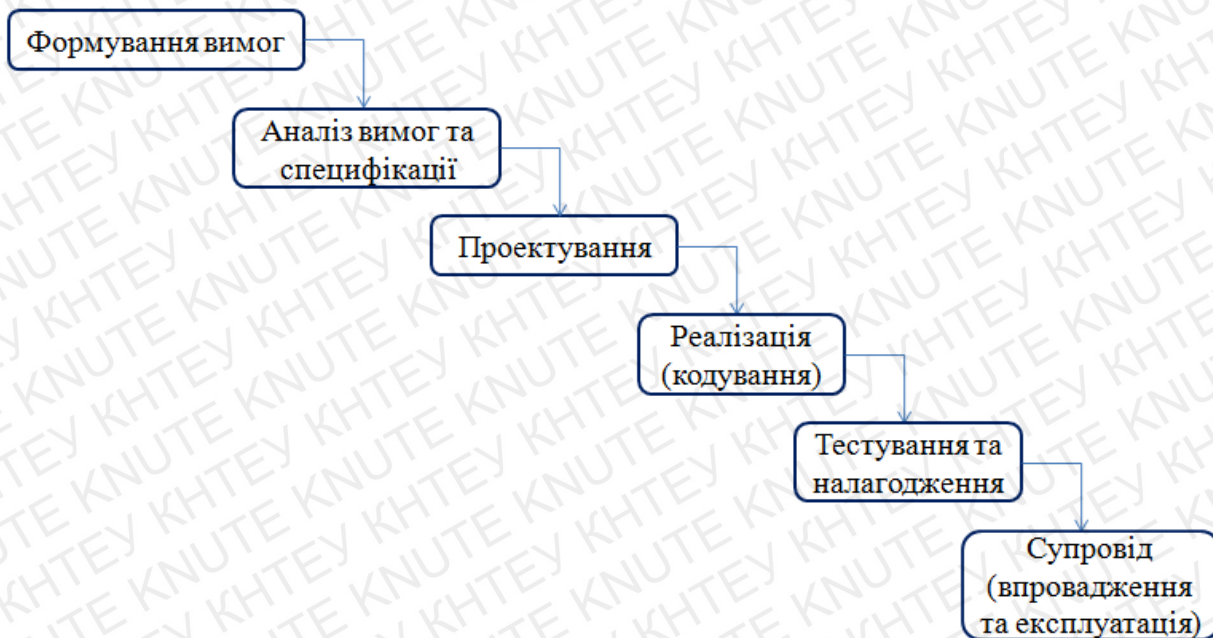 Формування вимог
Аналіз вимог та
специфікації
Проектування
Реалізація
(кодування)
Тестування та
налагодження
Супровід
(впровадження
та експлуатація)